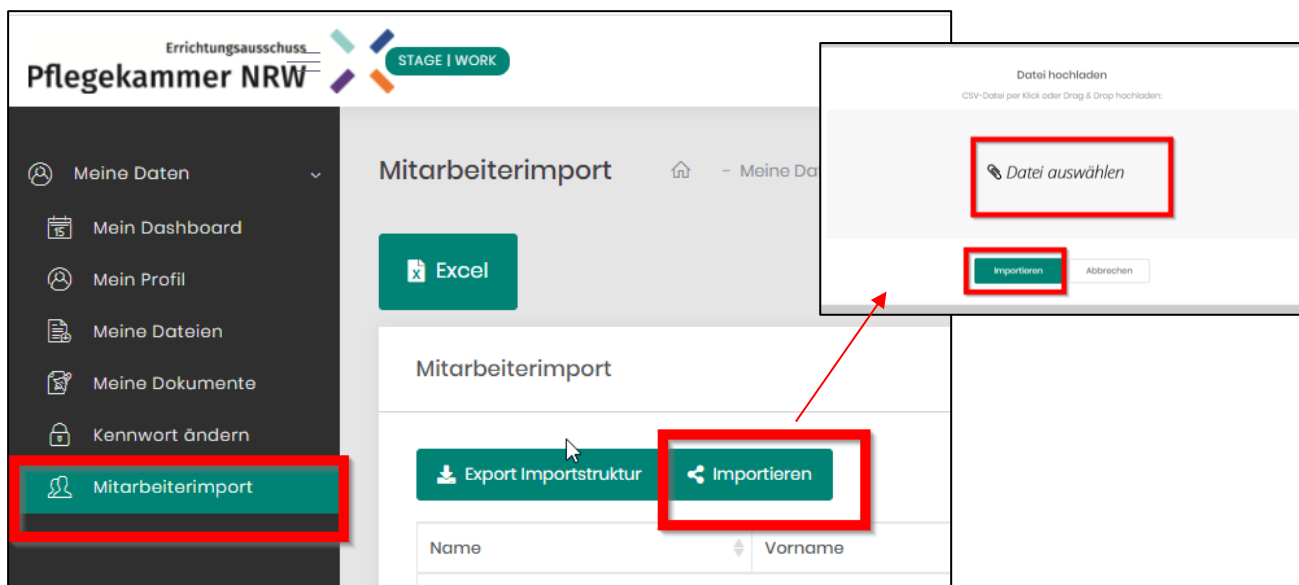 Errichtungsausschuss
Pflegekammer NRW
STAGE | WORK
Meine Daten
Mein Dashboard
15
Mein Profil
Meine Dateien
Meine Dokumente
Kennwort ändern
Mitarbeiterimport
Mitarbeiterimport - Meine Da
Excel
Mitarbeiterimport
Export Importstruktur Importieren
Name Vorname
Datei hochladen
CSV-Datei per Klick oder Drag & Drop hochladen:
Datei auswählen
Importieren Abbrechen